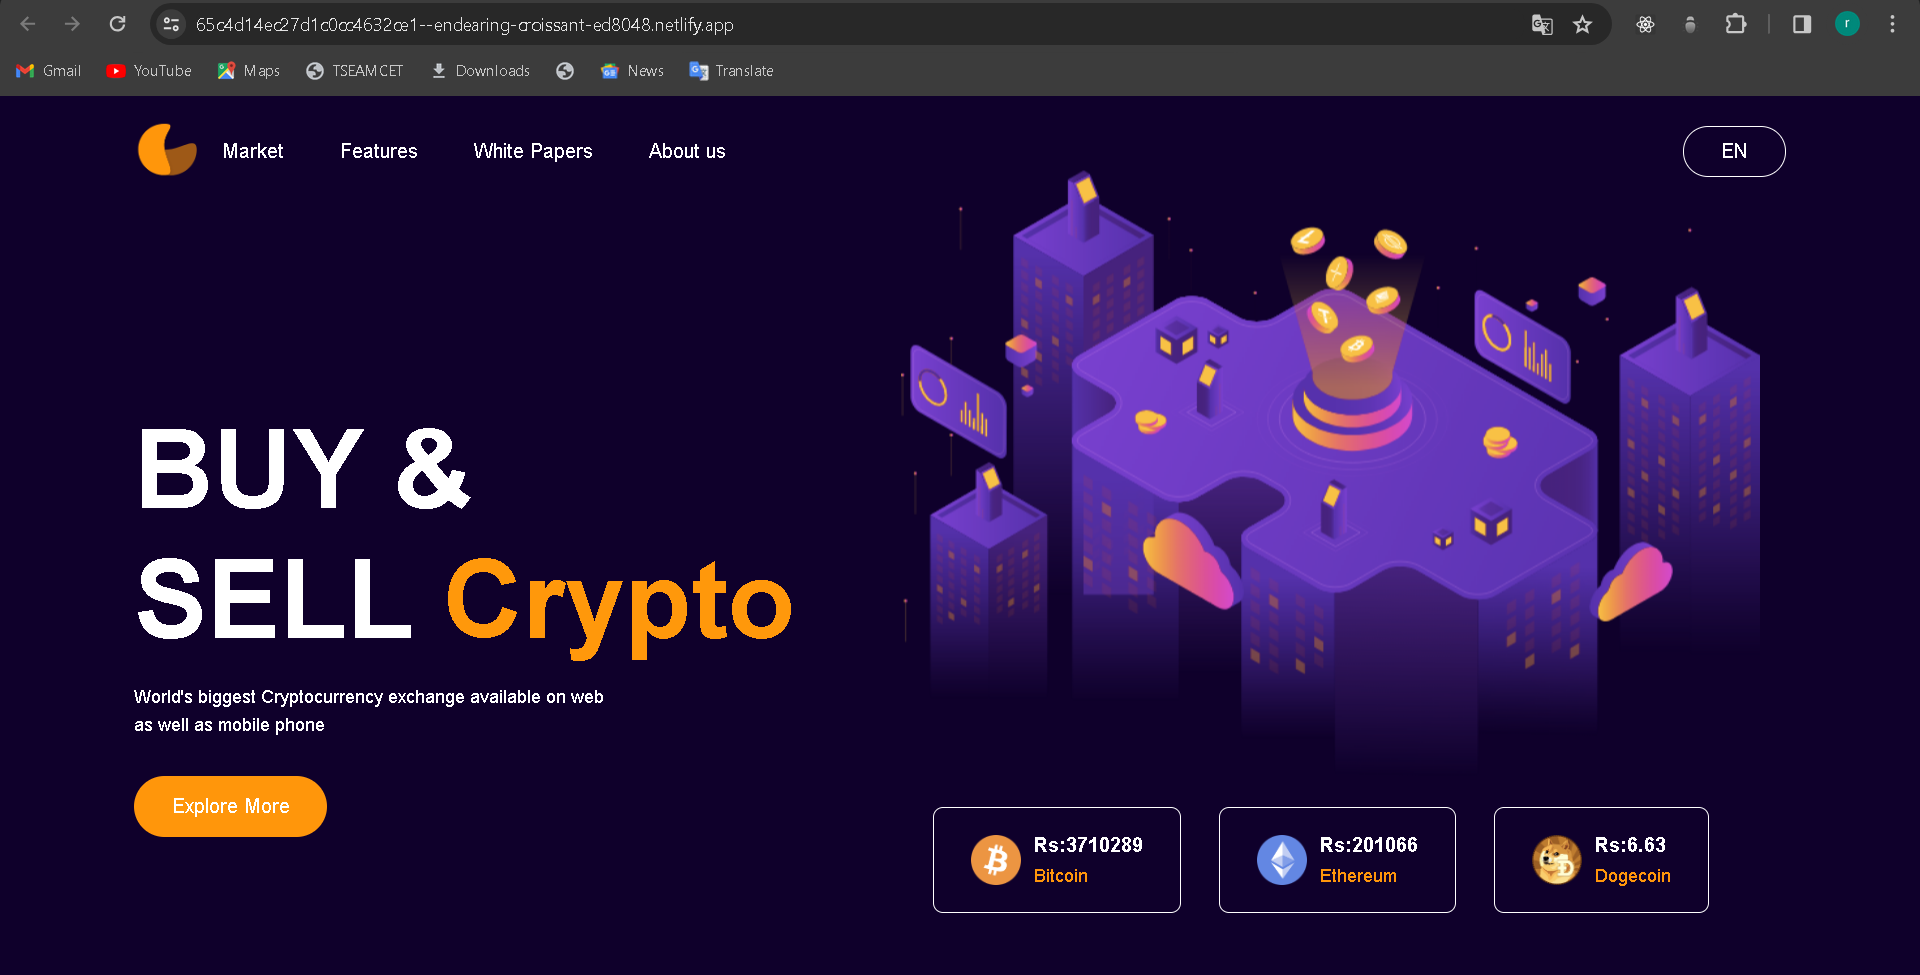 65c4d14ec27d1c0cc4632ce1--endearing-croissant-ed8048.netlify.app
r
Gmail YouTube Maps TSEAMCET Downloads News Translate
Market Features White Papers About us EN
BUY &
SELL Crypto
World's biggest Cryptocurrency exchange available on web
as well as mobile phone
Explore More
Rs:3710289
Bitcoin
Rs:201066
Ethereum
Rs:6.63
Dogecoin